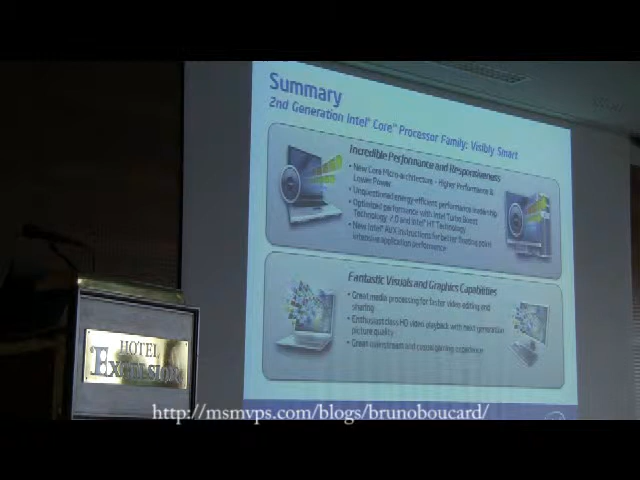 Summary
2nd Generation Intel® Core™ Processor Family: Visibly Smart
Incredible Performance and Responsiveness
• New Core Micro-architecture - Higher Performance &
Lower Power
• Unquestioned energy-efficient performance leadership
• Optimized performance with Intel Turbo Boost
Technology 2.0 and Intel® HT Technology
• New Intel® AVX instructions for better floating point
intensive application performance
Fantastic Visuals and Graphics Capabilities
• Great media processing for faster video editing and
sharing
• Enthusiast class HD video playback with next generation
picture quality
• Great mainstream and casual gaming experience
HOTEL
EXCELSIOR
http://msmvps.com/blogs/brunoboucard/